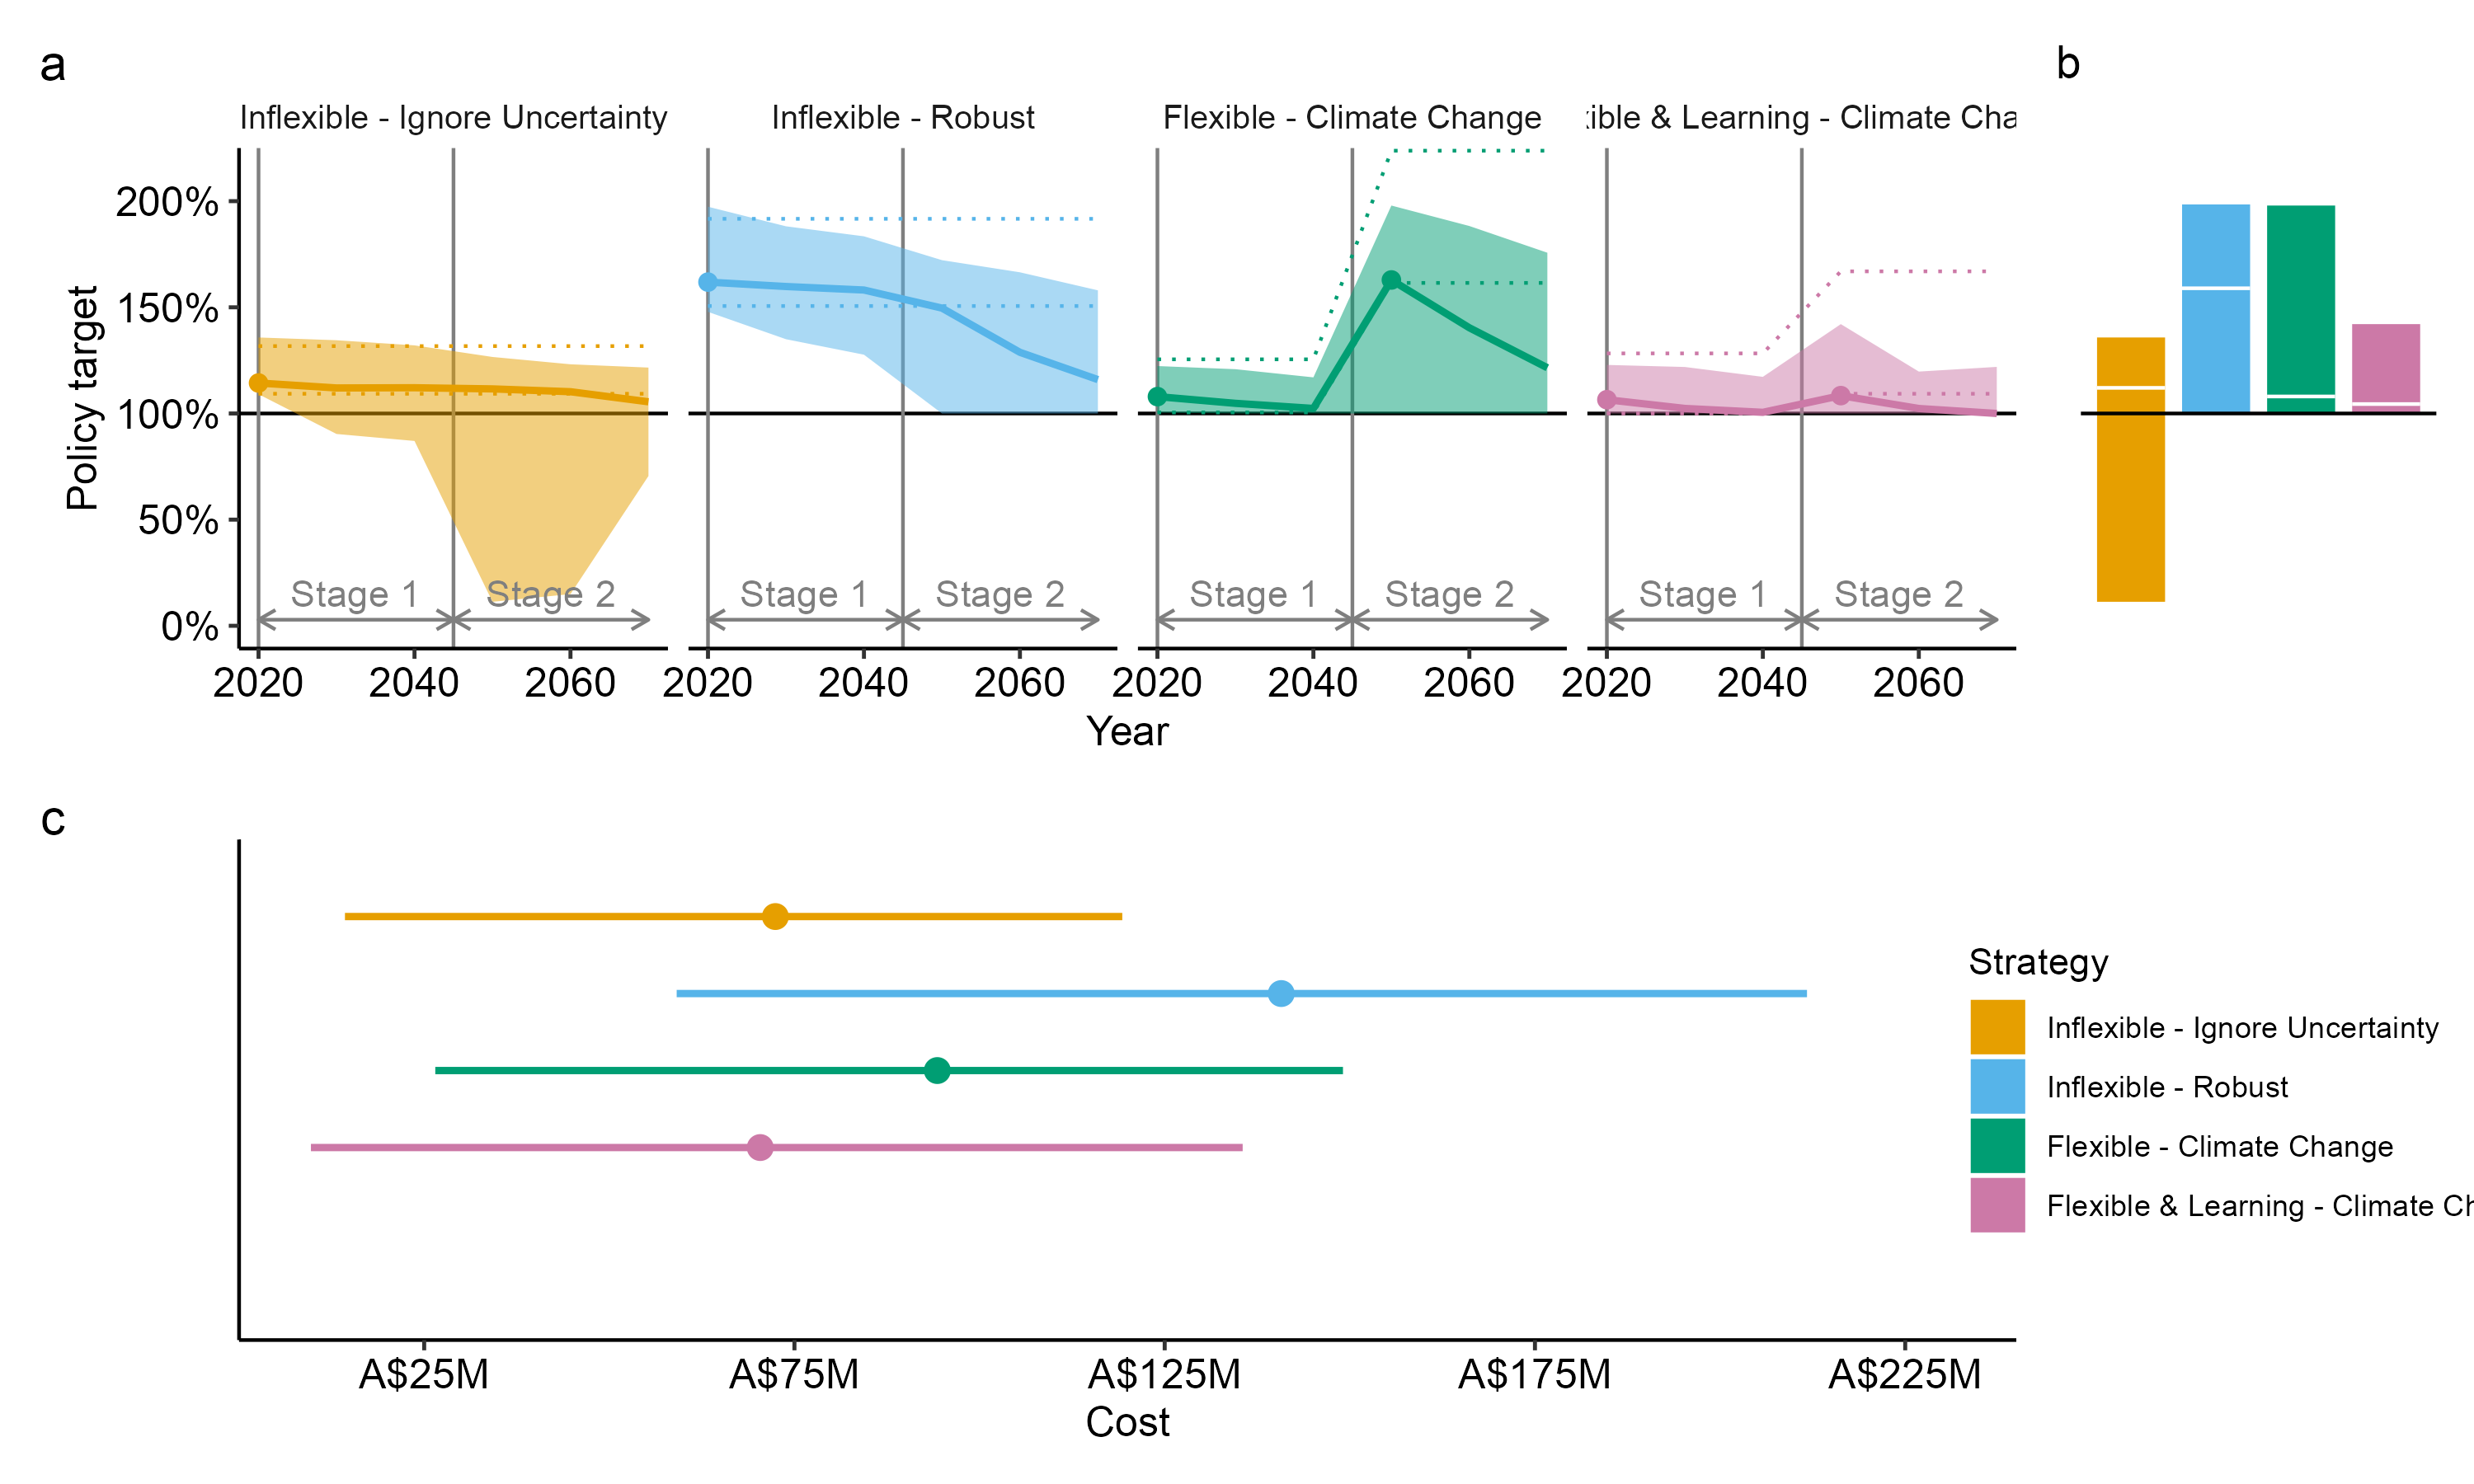 a
b
Inflexible - Ignore Uncertainty
Inflexible - Robust
Flexible - Climate Change
ible & Learning - Climate Cha
Policy target
200%
150%
100%
50%
0%
Stage 1
Stage 2
Stage 1
Stage 2
Stage 1
Stage 2
Stage 1
Stage 2
2020
2040
2060
2020
2040
2060
2020
2040
2060
2020
2040
2060
Year
c
Strategy
Inflexible - Ignore Uncertainty
Inflexible - Robust
Flexible - Climate Change
Flexible & Learning - Climate Ch
A$25M
A$75M
A$125M
A$175M
A$225M
Cost